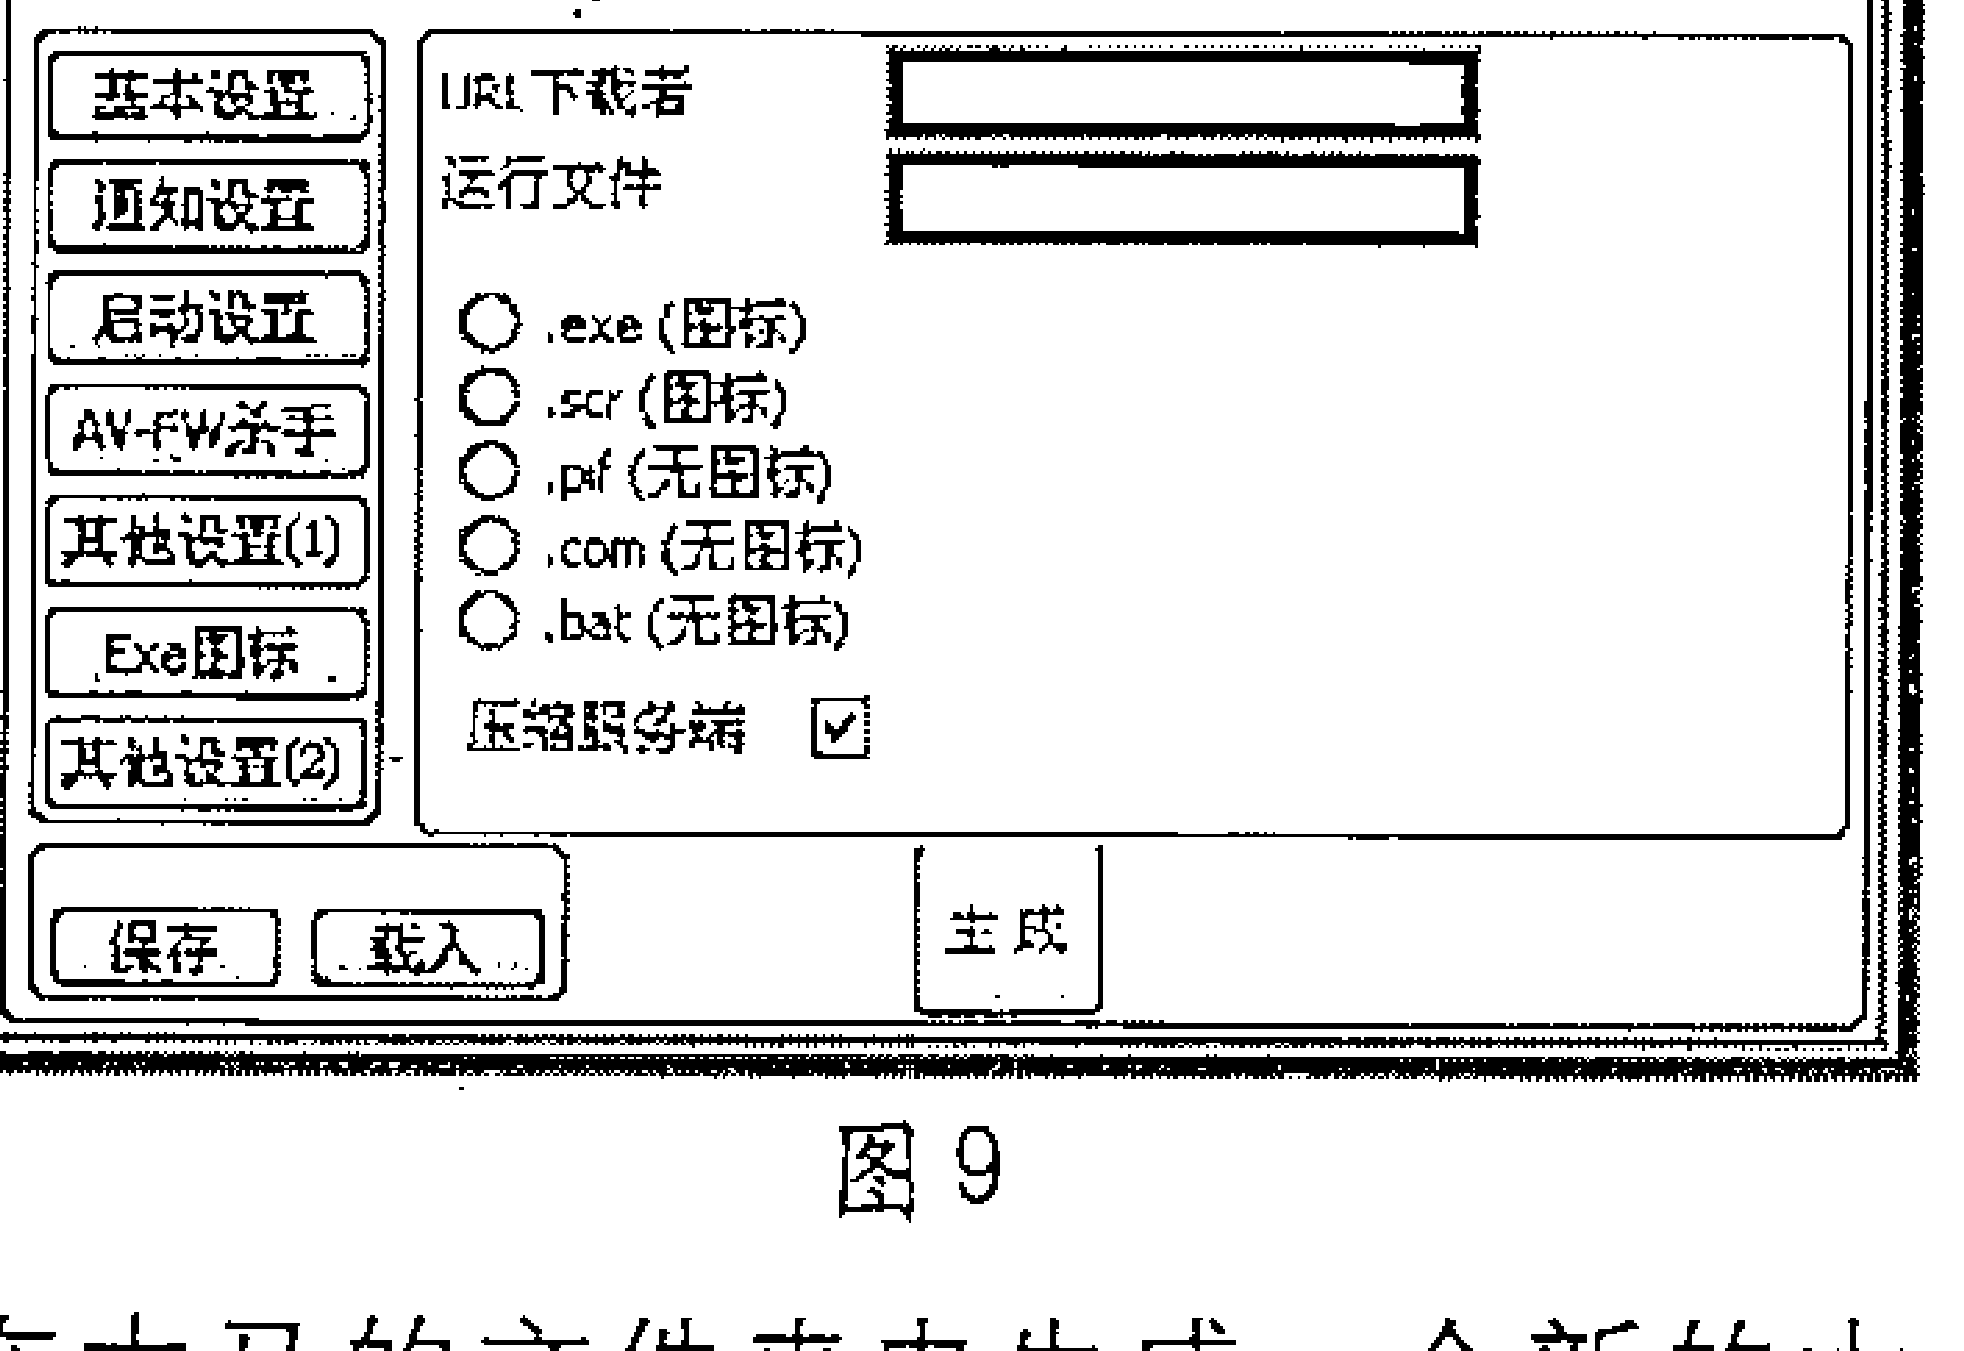 基本设置
通知设置
启动设置
AV-FW杀手
其他设置(1)
Exe图标
其他设置(2)
URL下载者
运行文件
.exe (图标)
.scr (图标)
.pif (无图标)
.com (无图标)
.bat (无图标)
压缩服务端
保存
载入
生成
图 9